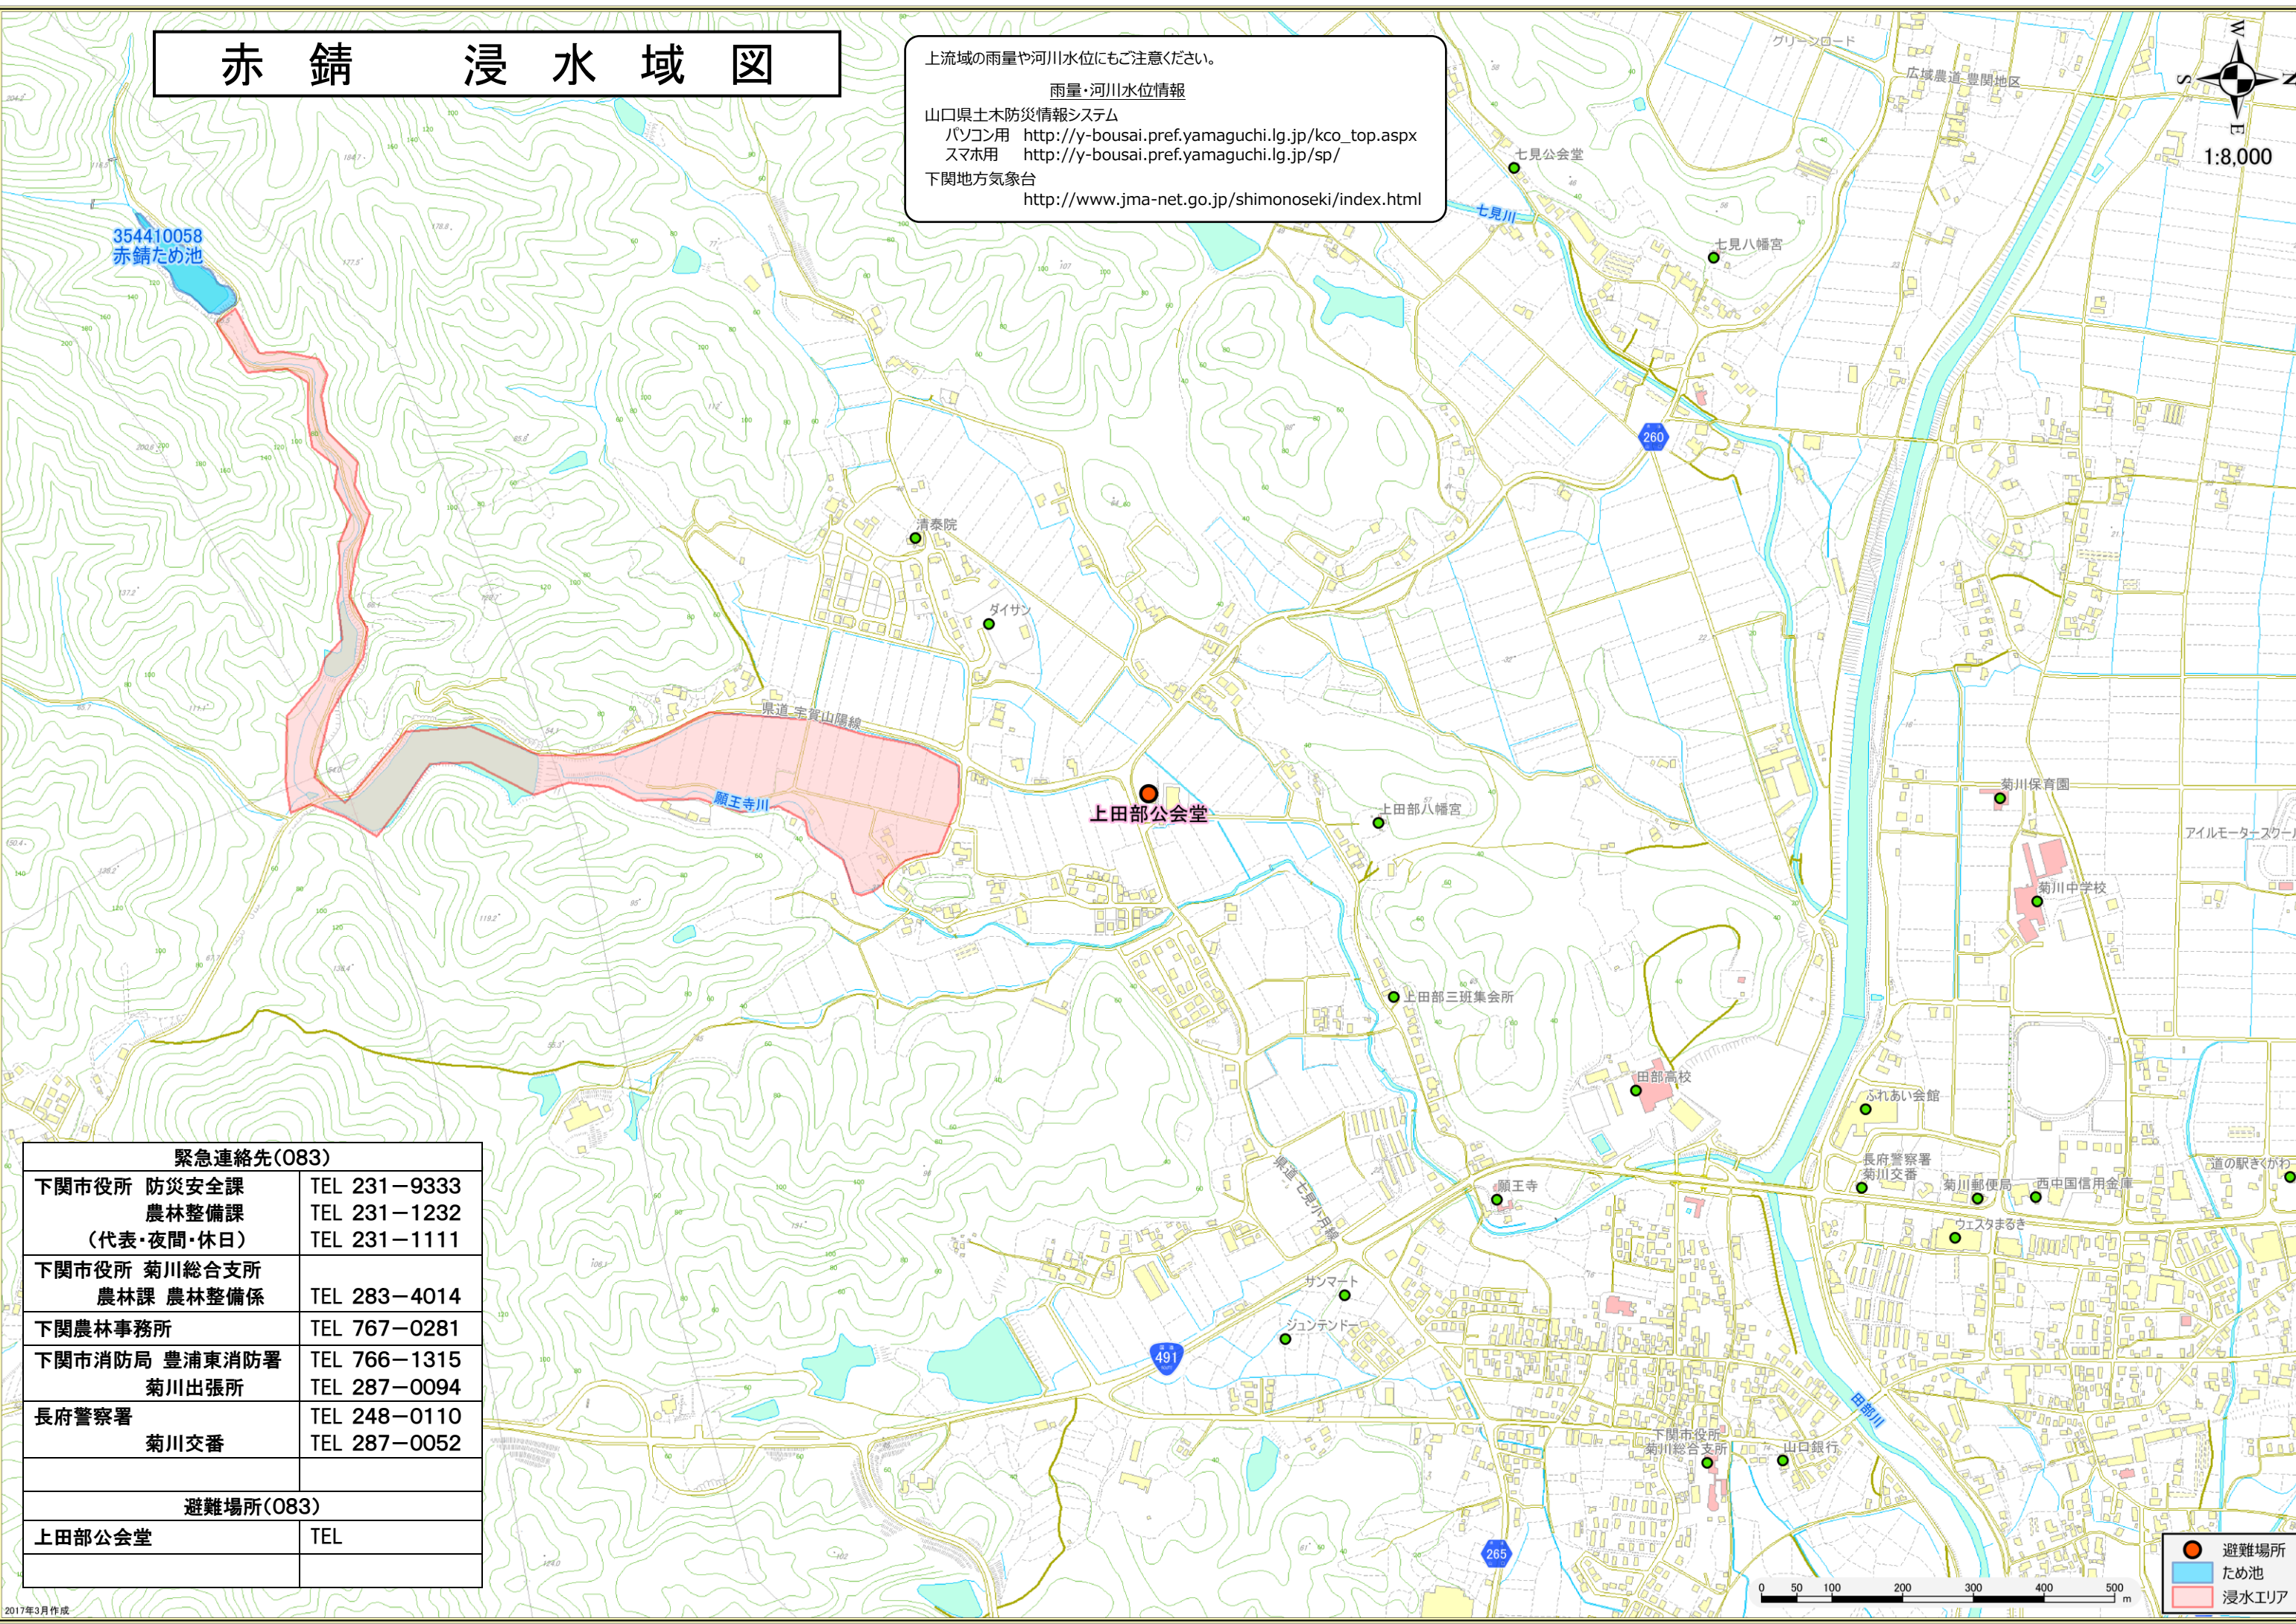 赤錆 浸水域図
上流域の雨量や河川水位にもご注意ください。
雨量・河川水位情報
山口県土木防災情報システム
パソコン用 http://y-bousai.pref.yamaguchi.lg.jp/kco_top.aspx
スマホ用 http://y-bousai.pref.yamaguchi.lg.jp/sp/
下関地方気象台
http://www.jma-net.go.jp/shimonoseki/index.html
グリーンロード
広域農道 豊関地区
W
S
N
E
1:8,000
七見公会堂
七見川
七見八幡宮
354410058
赤錆ため池
260
清泰院
ダイサン
県道 宇賀山陽線
願王寺川
上田部公会堂
上田部八幡宮
菊川保育園
アイルモータースクール
菊川中学校
上田部三班集会所
田部高校
ふれあい会館
長府警察署
菊川交番
菊川郵便局
西中国信用金庫
道の駅きくがわ
願王寺
ウェスタまるき
県道 七見小月線
サンマート
ジュンテンドー
491
田部川
下関市役所
菊川総合支所
山口銀行
265
緊急連絡先(083)
下関市役所 防災安全課 TEL 231-9333
農林整備課 TEL 231-1232
(代表・夜間・休日) TEL 231-1111
下関市役所 菊川総合支所
農林課 農林整備係 TEL 283-4014
下関農林事務所 TEL 767-0281
下関市消防局 豊浦東消防署 TEL 766-1315
菊川出張所 TEL 287-0094
長府警察署 TEL 248-0110
菊川交番 TEL 287-0052
避難場所(083)
上田部公会堂 TEL
0 50 100 200 300 400 500 m
避難場所
ため池
浸水エリア
2017年3月作成